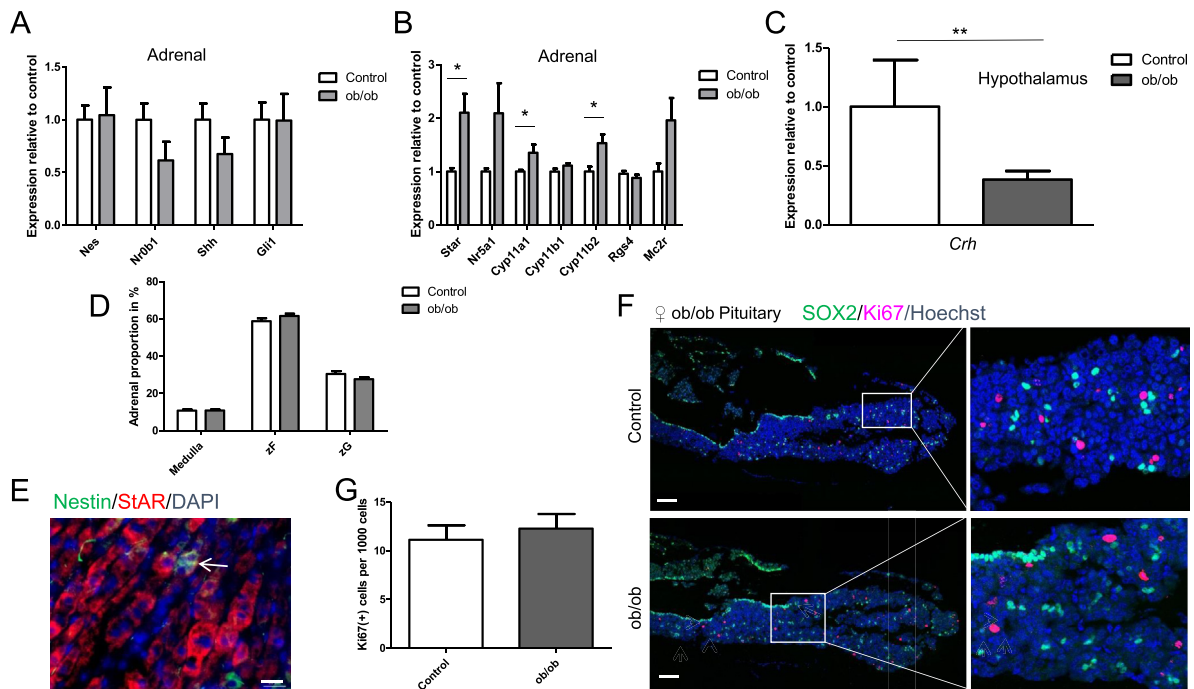 A
Adrenal
Expression relative to control
1.5
1.0
0.5
0.0
Nes
Nr0b1
Shh
Gli1
Control
ob/ob
B
Adrenal
Expression relative to control
3
2
1
0
*
*
*
Star
Nr5a1
Cyp11a1
Cyp11b1
Cyp11b2
Rgs4
Mc2r
Control
ob/ob
C
Expression relative to control
1.5
1.0
0.5
0.0
**
Hypothalamus
Crh
Control
ob/ob
D
Adrenal proportion in %
80
60
40
20
0
Medulla
zF
zG
Control
ob/ob
E
Nestin/StAR/DAPI
G
Ki67(+) cells per 1000 cells
15
10
5
0
Control
ob/ob
F
♀ ob/ob Pituitary
SOX2/Ki67/Hoechst
Control
ob/ob